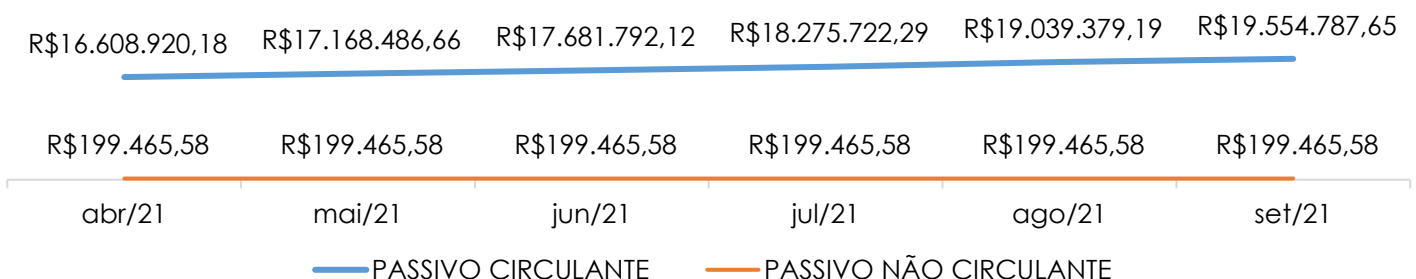 R$16.608.920,18 R$17.168.486,66 R$17.681.792,12 R$18.275.722,29 R$19.039.379,19 R$19.554.787,65
R$199.465,58 R$199.465,58 R$199.465,58 R$199.465,58 R$199.465,58 R$199.465,58
abr/21 mai/21 jun/21 jul/21 ago/21 set/21
PASSIVO CIRCULANTE PASSIVO NÃO CIRCULANTE